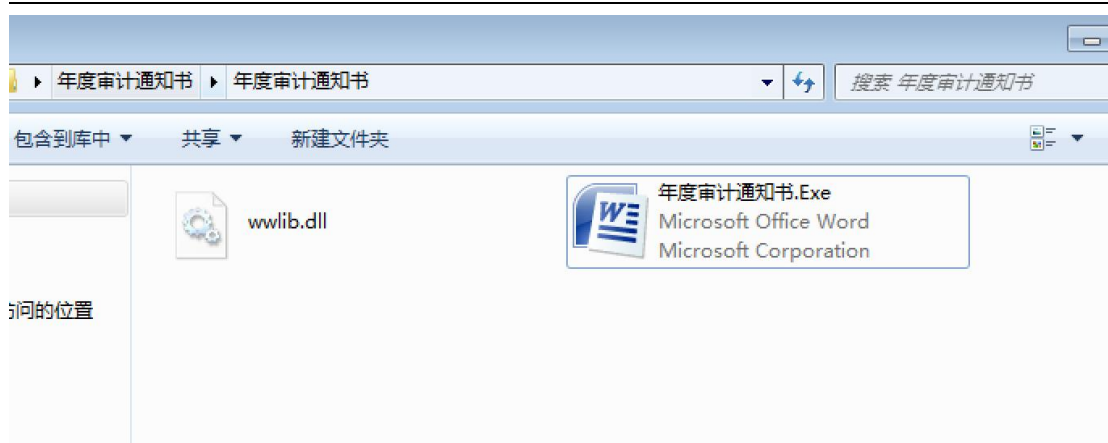 年度审计通知书 年度审计通知书
搜索 年度审计通知书
包含到库中 共享 新建文件夹
wwlib.dll
年度审计通知书.Exe
Microsoft Office Word
Microsoft Corporation
访问的位置